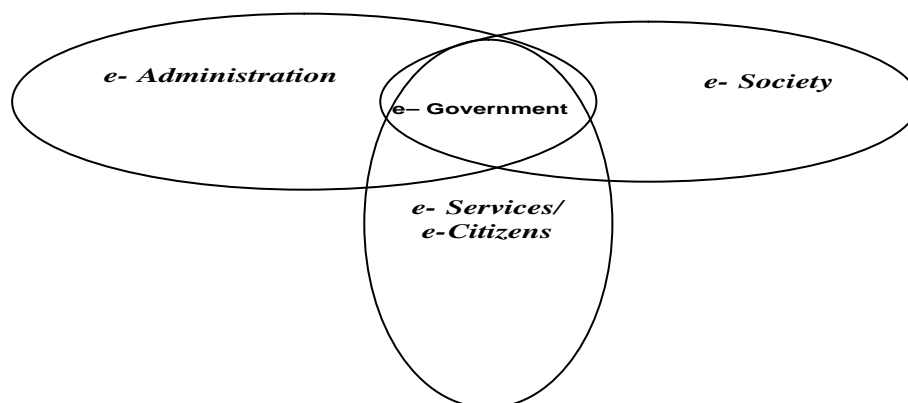 e- Administration
e- Society
e– Government
e- Services/
e-Citizens